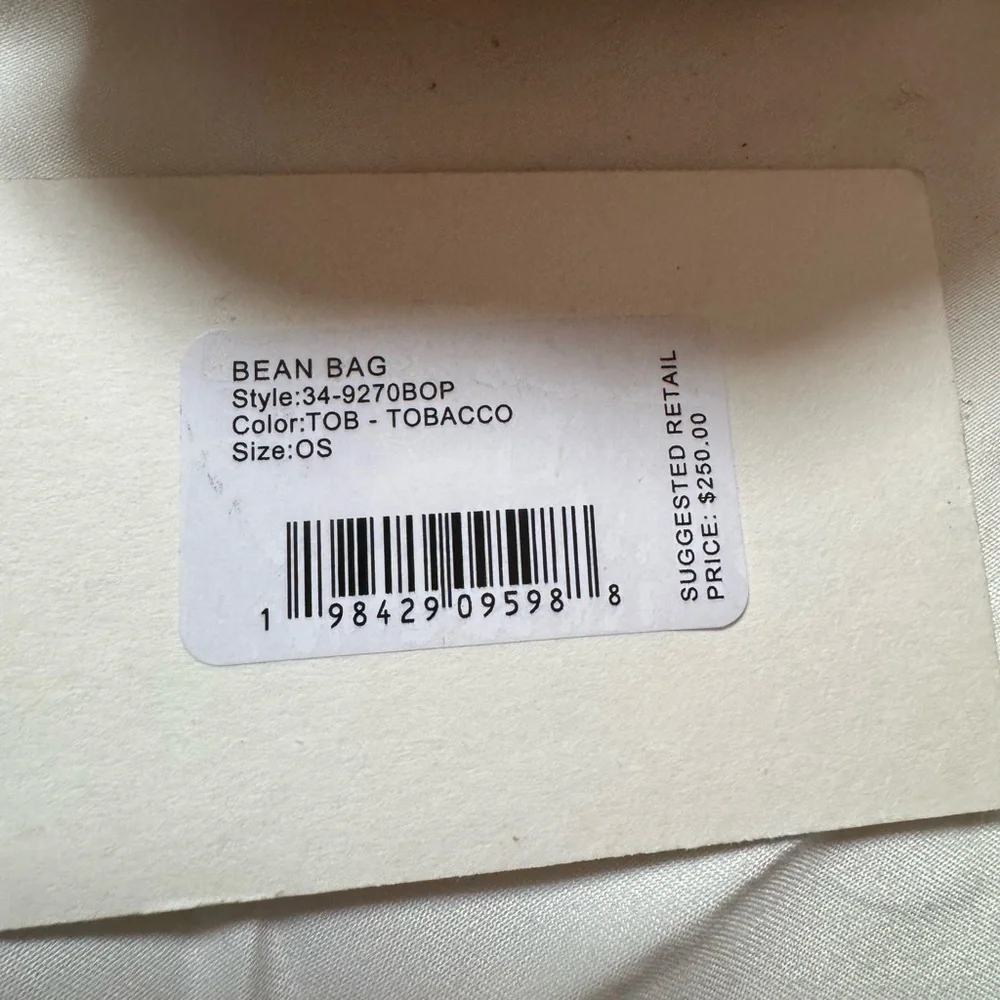 BEAN BAG
Style:34-9270BOP
Color:TOB - TOBACCO
Size:OS
1 98429 09598 8
SUGGESTED RETAIL
PRICE: $250.00